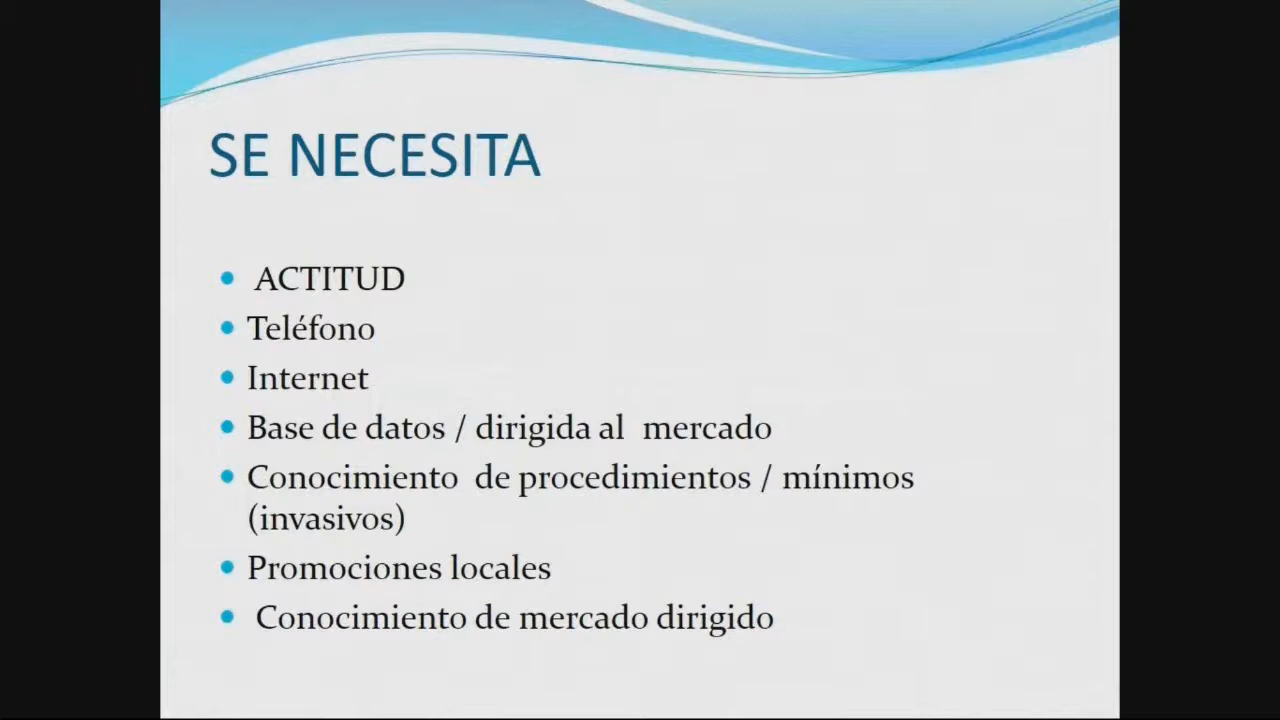 SE NECESITA
ACTITUD
Teléfono
Internet
Base de datos / dirigida al mercado
Conocimiento de procedimientos / mínimos
(invasivos)
Promociones locales
Conocimiento de mercado dirigido